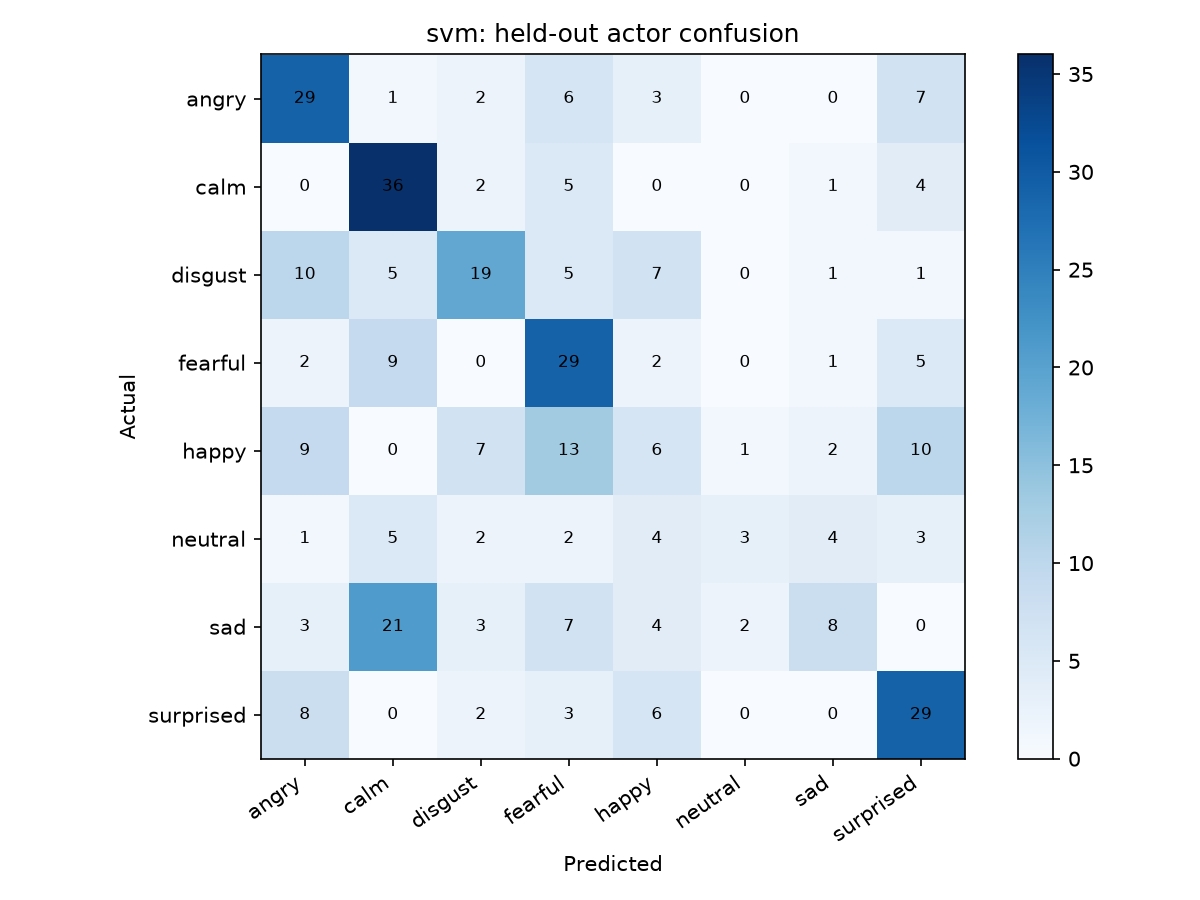 svm: held-out actor confusion
angry 29 1 2 6 3 0 0 7
calm 0 36 2 5 0 0 1 4
disgust 10 5 19 5 7 0 1 1
fearful 2 9 0 29 2 0 1 5
happy 9 0 7 13 6 1 2 10
neutral 1 5 2 2 4 3 4 3
sad 3 21 3 7 4 2 8 0
surprised 8 0 2 3 6 0 0 29
angry calm disgust fearful happy neutral sad surprised
Predicted
Actual
35
30
25
20
15
10
5
0